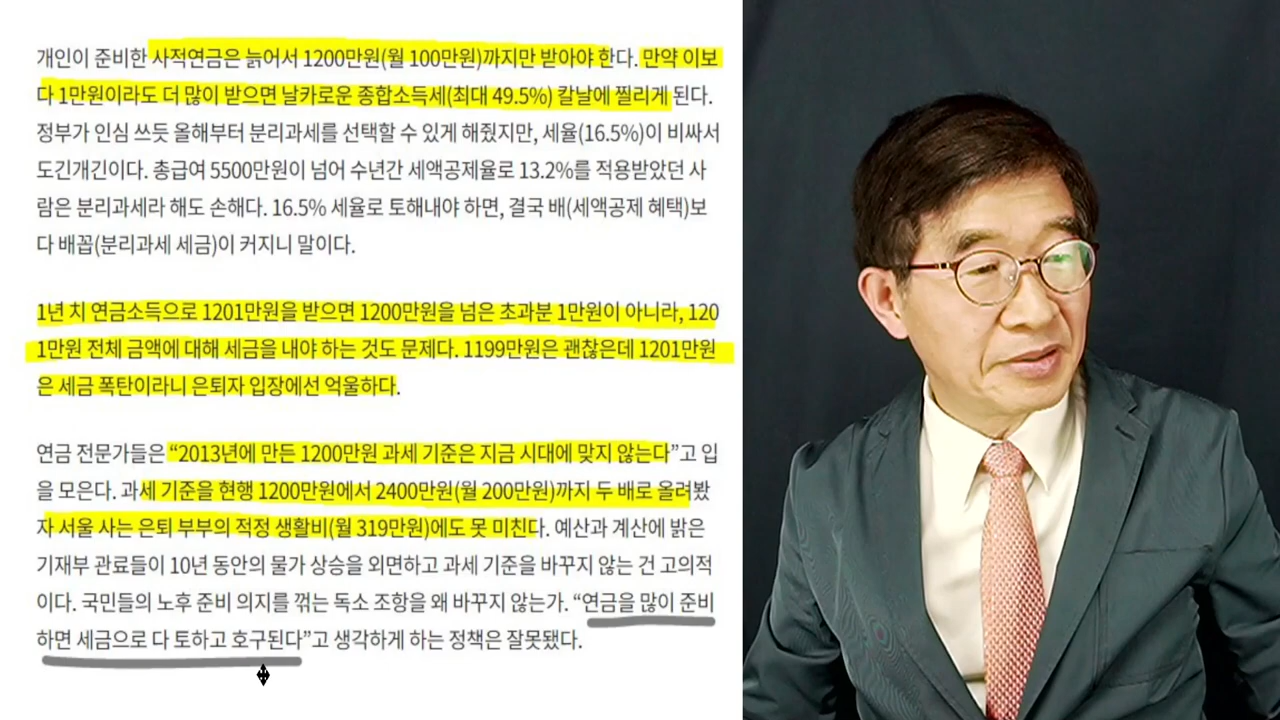 개인이 준비한 사적연금은 늙어서 1200만원(월 100만원)까지만 받아야 한다. 만약 이보
다 1만원이라도 더 많이 받으면 날카로운 종합소득세(최대 49.5%) 칼날에 찔리게 된다.
정부가 인심 쓰듯 올해부터 분리과세를 선택할 수 있게 해줬지만, 세율(16.5%)이 비싸서
도긴개긴이다. 총급여 5500만원이 넘어 수년간 세액공제율로 13.2%를 적용받았던 사
람은 분리과세라 해도 손해다. 16.5% 세율로 토해내야 하면, 결국 배(세액공제 혜택)보
다 배꼽(분리과세 세금)이 커지니 말이다.
1년 치 연금소득으로 1201만원을 받으면 1200만원을 넘은 초과분 1만원이 아니라, 120
1만원 전체 금액에 대해 세금을 내야 하는 것도 문제다. 1199만원은 괜찮은데 1201만원
은 세금 폭탄이라니 은퇴자 입장에선 억울하다.
연금 전문가들은 “2013년에 만든 1200만원 과세 기준은 지금 시대에 맞지 않는다”고 입
을 모은다. 과세 기준을 현행 1200만원에서 2400만원(월 200만원)까지 두 배로 올려봤
자 서울 사는 은퇴 부부의 적정 생활비(월 319만원)에도 못 미친다. 예산과 계산에 밝은
기재부 관료들이 10년 동안의 물가 상승을 외면하고 과세 기준을 바꾸지 않는 건 고의적
이다. 국민들의 노후 준비 의지를 꺾는 독소 조항을 왜 바꾸지 않는가. “연금을 많이 준비
하면 세금으로 다 토하고 호구된다”고 생각하게 하는 정책은 잘못됐다.